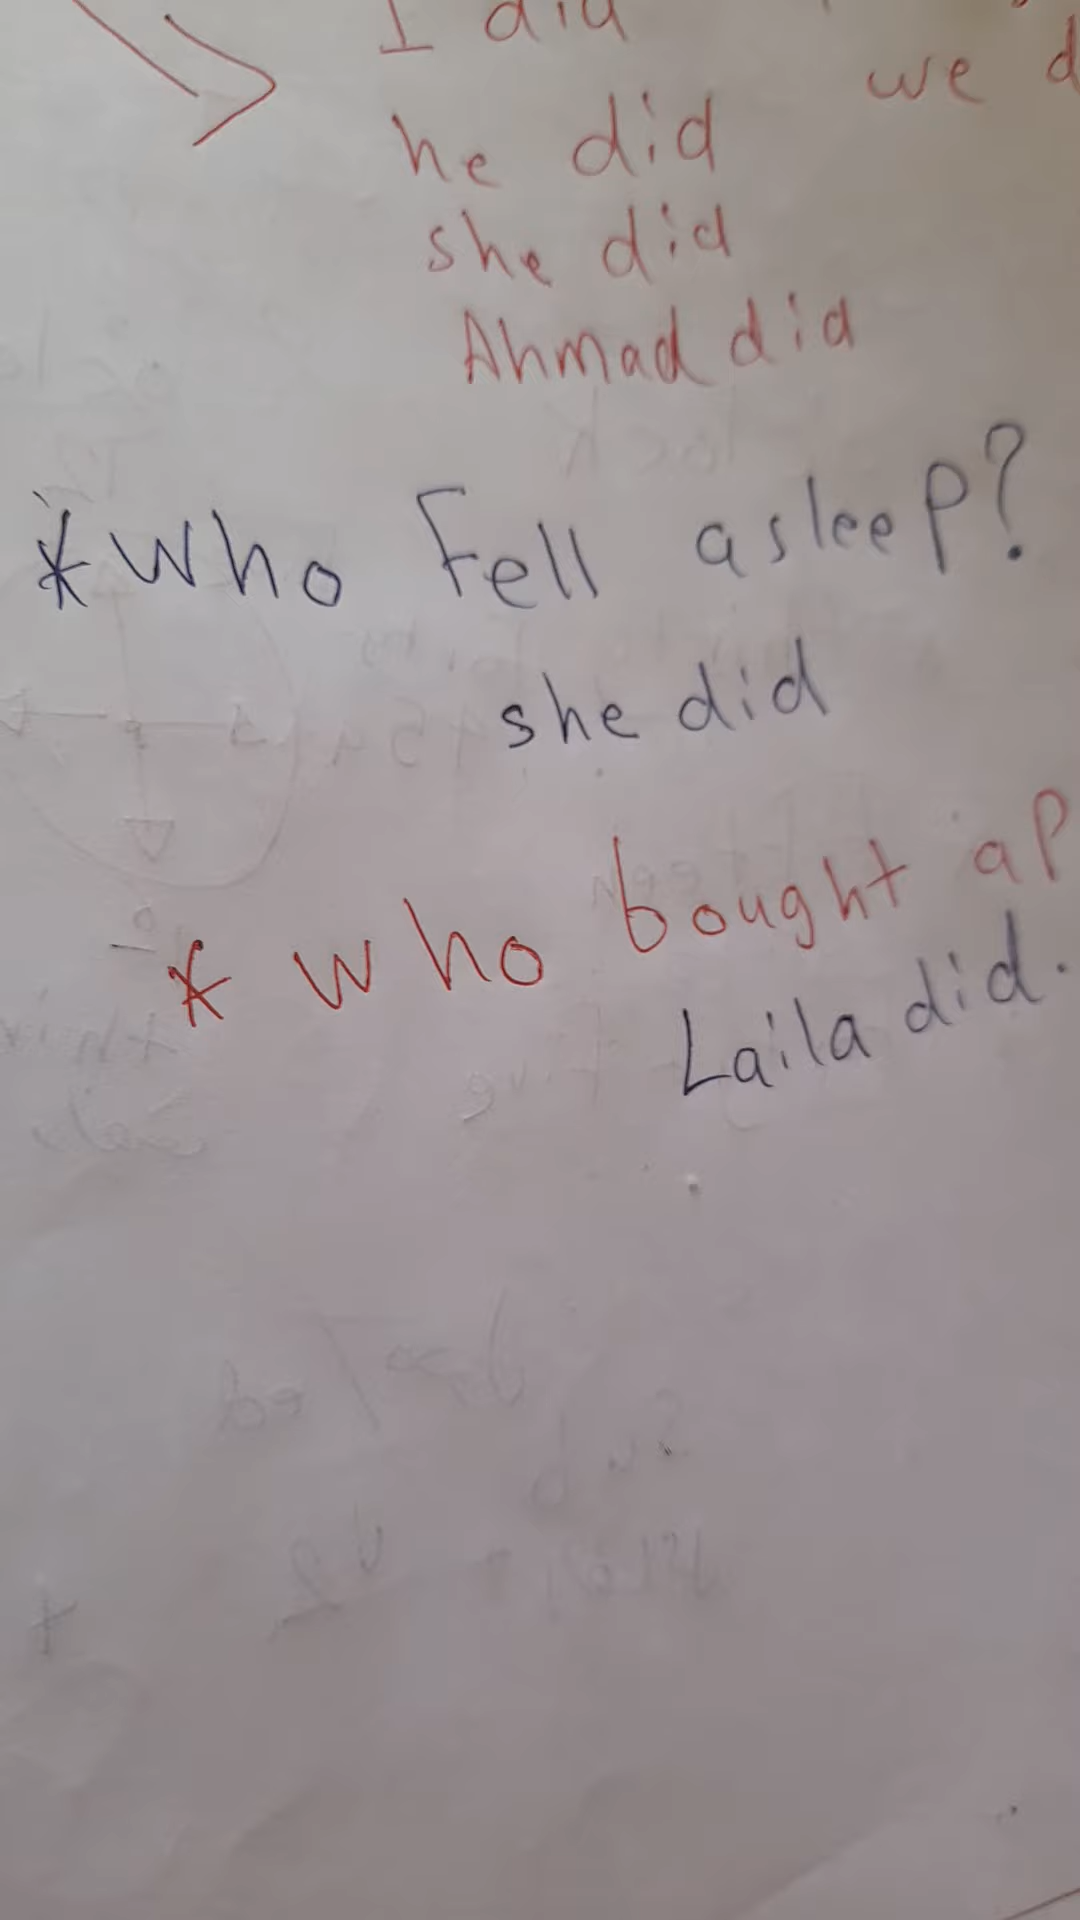 I did
we d
he did
she did
Ahmad did
* Who Fell asleep?
she did
* who bought ap
Laila did.